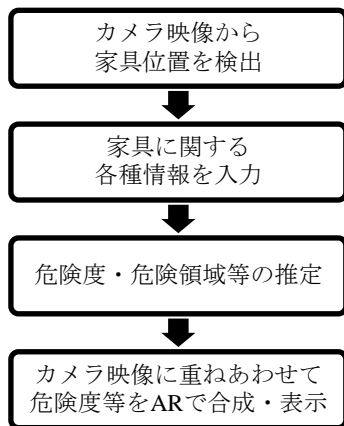 カメラ映像から
家具位置を検出
家具に関する
各種情報を入力
危険度・危険領域等の推定
カメラ映像に重ねあわせて
危険度等をARで合成・表示